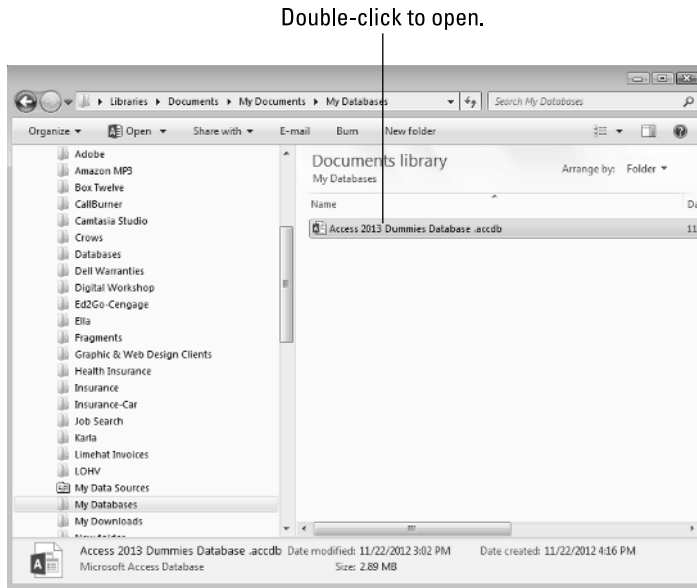 Double-click to open.
Libraries ▸ Documents ▸ My Documents ▸ My Databases
Search My Databases
Organize ▾ Open ▾ Share with ▾ E-mail Burn New folder
Adobe
Amazon MP3
Box Twelve
CallBurner
Camtasia Studio
Crows
Databases
Dell Warranties
Digital Workshop
Ed2Go-Cengage
Ella
Fragments
Graphic & Web Design Clients
Health Insurance
Insurance
Insurance-Car
Job Search
Karla
Limehat Invoices
LOHV
My Data Sources
My Databases
My Downloads
New folder
Documents library
My Databases
Arrange by: Folder ▾
Name Da
Access 2013 Dummies Database .accdb 11
Access 2013 Dummies Database .accdb Date modified: 11/22/2012 3:02 PM Date created: 11/22/2012 4:16 PM
Microsoft Access Database Size: 2.89 MB